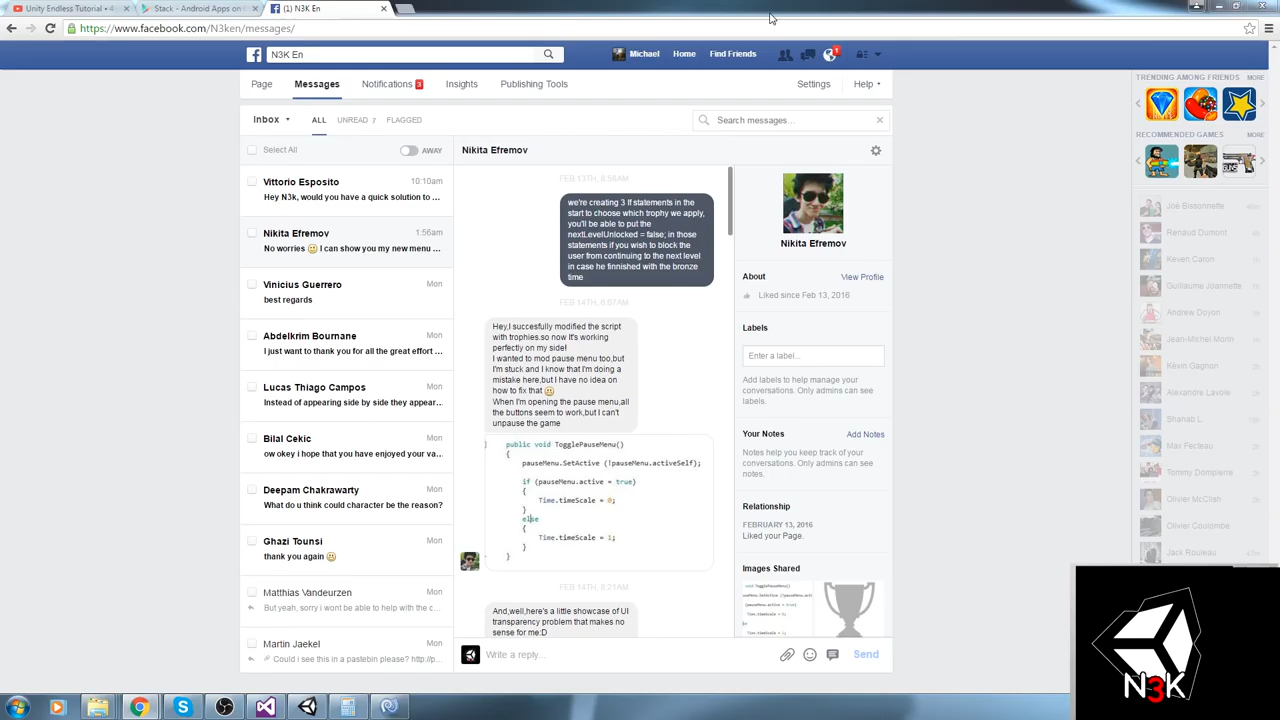 Unity Endless Tutorial • 4
Stack - Android Apps on
(1) N3K En
https://www.facebook.com/N3ken/messages/
N3K En
Michael Home Find Friends 1
Page Messages Notifications 3 Insights Publishing Tools Settings Help
Inbox ALL UNREAD 7 FLAGGED
Search messages...
Select All AWAY
Vittorio Esposito 10:10am
Hey N3k, would you have a quick solution to ...
Nikita Efremov 1:56am
No worries I can show you my new menu ...
Vinicius Guerrero Mon
best regards
Abdelkrim Bournane Mon
i just want to thank you for all the great effort ...
Lucas Thiago Campos Mon
Instead of appearing side by side they appear...
Bilal Cekic Mon
ow okey i hope that you have enjoyed your va...
Deepam Chakrawarty Mon
What do u think could character be the reason?
Ghazi Tounsi Mon
thank you again
Matthias Vandeurzen Mon
But yeah, sorry i wont be able to help with the c...
Martin Jaekel Mon
Could i see this in a pastebin please? http://p...
Nikita Efremov
FEB 13TH, 8:58AM
we're creating 3 If statements in the
start to choose which trophy we apply,
you'll be able to put the
nextLevelUnlocked = false; in those
statements if you wish to block the
user from continuing to the next level
in case he finnished with the bronze
time
FEB 14TH, 6:07AM
Hey,I succesfully modified the script
with trophies.so now It's working
perfectly on my side!
I wanted to mod pause menu too,but
I'm stuck and I know that I'm doing a
mistake here,but I have no idea on
how to fix that
When I'm opening the pause menu,all
the buttons seem to work,but I can't
unpause the game
public void TogglePauseMenu()
{
pauseMenu.SetActive (!pauseMenu.activeSelf);
if (pauseMenu.active = true)
{
Time.timeScale = 0;
}
else
{
Time.timeScale = 1;
}
}
FEB 14TH, 8:21AM
And,well,here's a little showcase of UI
transparency problem that makes no
sense for me:D
Write a reply...
Send
Nikita Efremov
About View Profile
Liked since Feb 13, 2016
Labels
Enter a label...
Add labels to help manage your
conversations. Only admins can see
labels.
Your Notes Add Notes
Notes help you keep track of your
conversations. Only admins can see
notes.
Relationship
FEBRUARY 13, 2016
Liked your Page.
Images Shared
TRENDING AMONG FRIENDS MORE
RECOMMENDED GAMES MORE
Joé Bissonnette
Renaud Dumont
Keven Caron
Guillaume Joannette
Andrew Doyon
Jean-Michel Morin
Kévin Gagnon
Alexandre Lavoie
Shanab L.
Max Fecteau
Tommy Dompierre
Olivier McClish
Olivier Coulombe
Jack Rouleau 47m
N3K